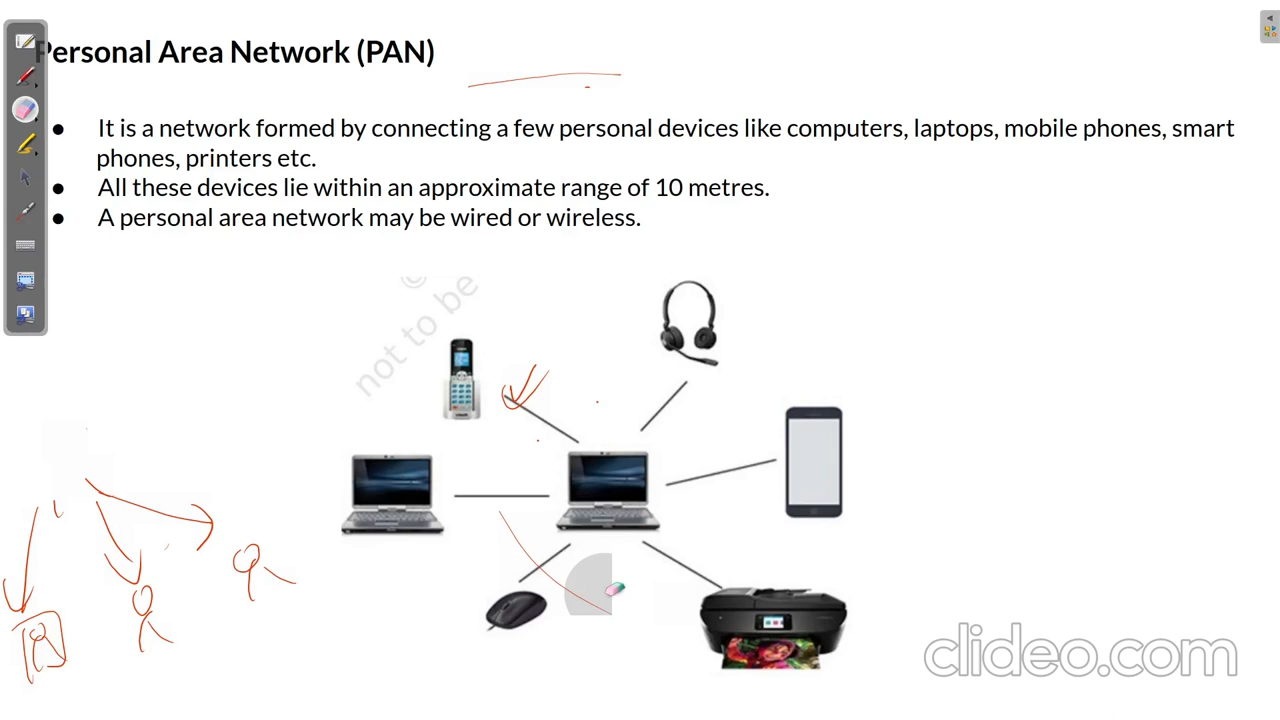 Personal Area Network (PAN)
● It is a network formed by connecting a few personal devices like computers, laptops, mobile phones, smart
phones, printers etc.
● All these devices lie within an approximate range of 10 metres.
● A personal area network may be wired or wireless.
©
not to be
clideo.com